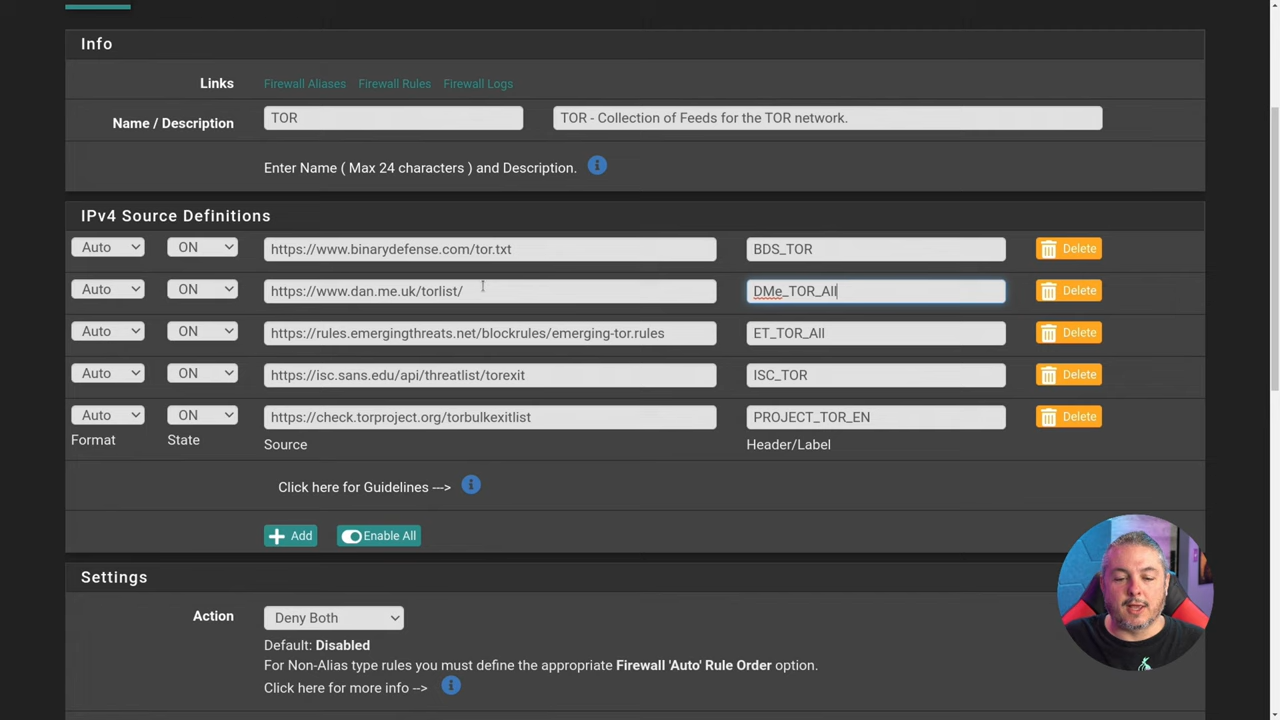 Info
Links Firewall Aliases Firewall Rules Firewall Logs
Name / Description TOR TOR - Collection of Feeds for the TOR network.
Enter Name ( Max 24 characters ) and Description.
IPv4 Source Definitions
Auto ON https://www.binarydefense.com/tor.txt BDS_TOR Delete
Auto ON https://www.dan.me.uk/torlist/ DMe_TOR_All Delete
Auto ON https://rules.emergingthreats.net/blockrules/emerging-tor.rules ET_TOR_All Delete
Auto ON https://isc.sans.edu/api/threatlist/torexit ISC_TOR Delete
Auto ON https://check.torproject.org/torbulkexitlist PROJECT_TOR_EN Delete
Format State Source Header/Label
Click here for Guidelines --->
Add Enable All
Settings
Action Deny Both
Default: Disabled
For Non-Alias type rules you must define the appropriate Firewall 'Auto' Rule Order option.
Click here for more info -->